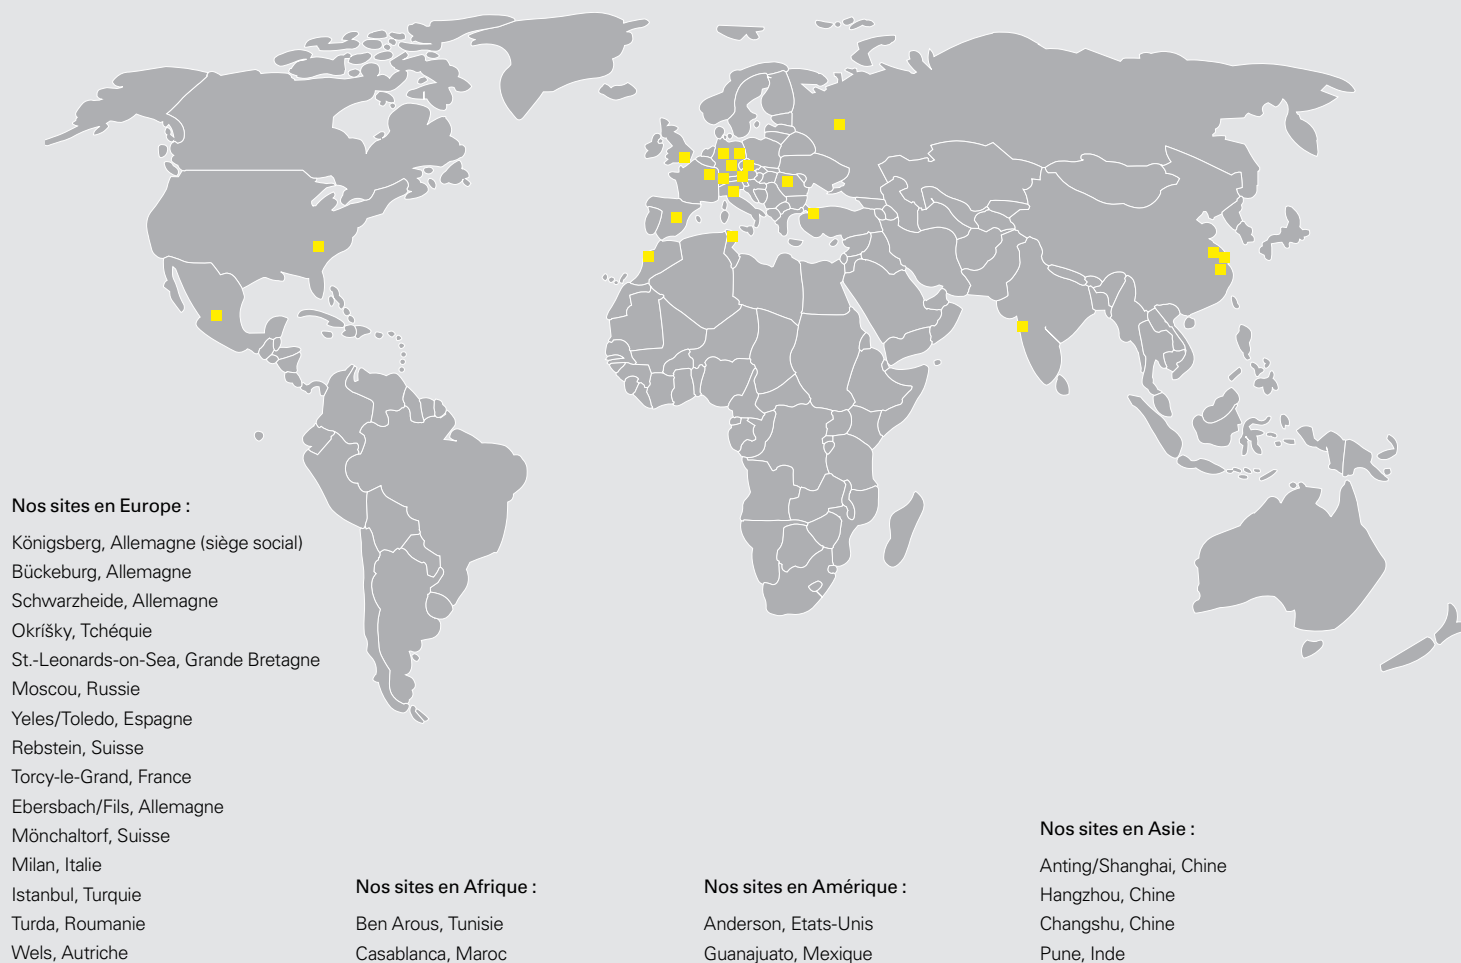 Nos sites en Europe :
Königsberg, Allemagne (siège social)
Bückeburg, Allemagne
Schwarzheide, Allemagne
Okríšky, Tchéquie
St.-Leonards-on-Sea, Grande Bretagne
Moscou, Russie
Yeles/Toledo, Espagne
Rebstein, Suisse
Torcy-le-Grand, France
Ebersbach/Fils, Allemagne
Mönchaltorf, Suisse
Milan, Italie
Istanbul, Turquie
Turda, Roumanie
Wels, Autriche
Nos sites en Afrique :
Ben Arous, Tunisie
Casablanca, Maroc
Nos sites en Amérique :
Anderson, Etats-Unis
Guanajuato, Mexique
Nos sites en Asie :
Anting/Shanghai, Chine
Hangzhou, Chine
Changshu, Chine
Pune, Inde